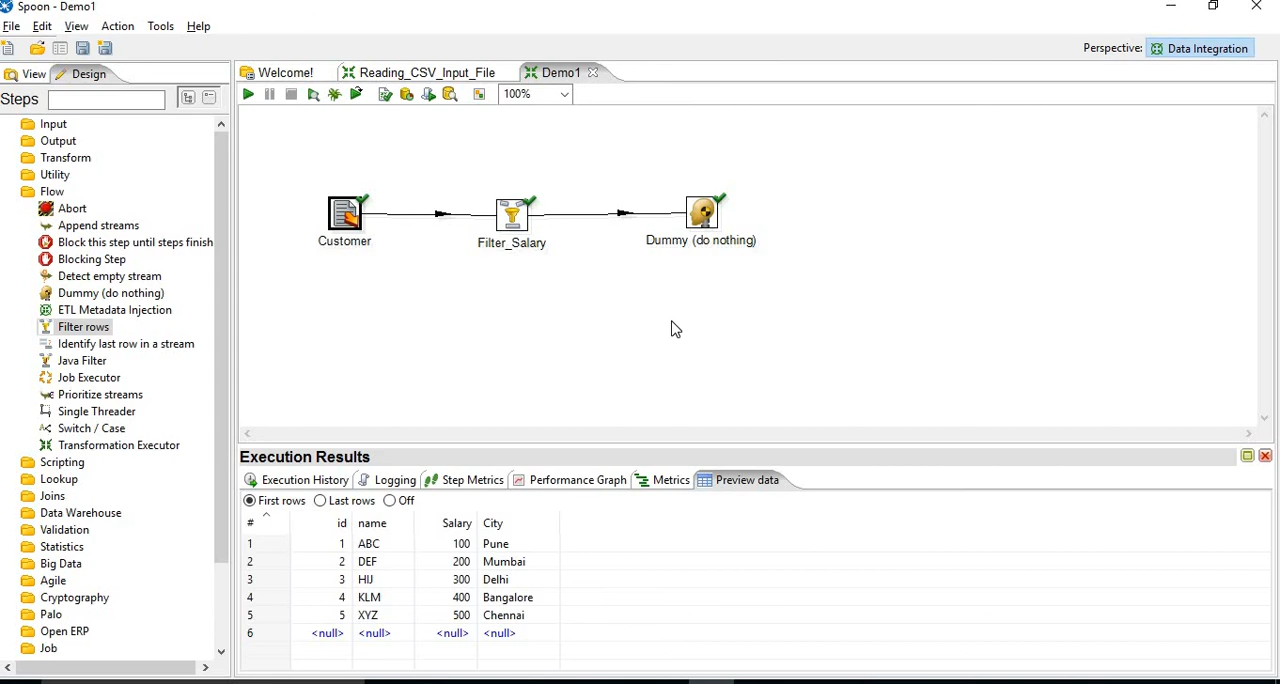 Spoon - Demo1
File Edit View Action Tools Help
Perspective: Data Integration
View Design
Welcome! Reading_CSV_Input_File Demo1
Steps
100%
Input
Output
Transform
Utility
Flow
Abort
Append streams
Block this step until steps finish
Blocking Step
Detect empty stream
Dummy (do nothing)
ETL Metadata Injection
Filter rows
Identify last row in a stream
Java Filter
Job Executor
Prioritize streams
Single Threader
Switch / Case
Transformation Executor
Scripting
Lookup
Joins
Data Warehouse
Validation
Statistics
Big Data
Agile
Cryptography
Palo
Open ERP
Job
Customer
Filter_Salary
Dummy (do nothing)
Execution Results
Execution History Logging Step Metrics Performance Graph Metrics Preview data
First rows Last rows Off
# id name Salary City
1 1 ABC 100 Pune
2 2 DEF 200 Mumbai
3 3 HIJ 300 Delhi
4 4 KLM 400 Bangalore
5 5 XYZ 500 Chennai
6 <null> <null> <null> <null>